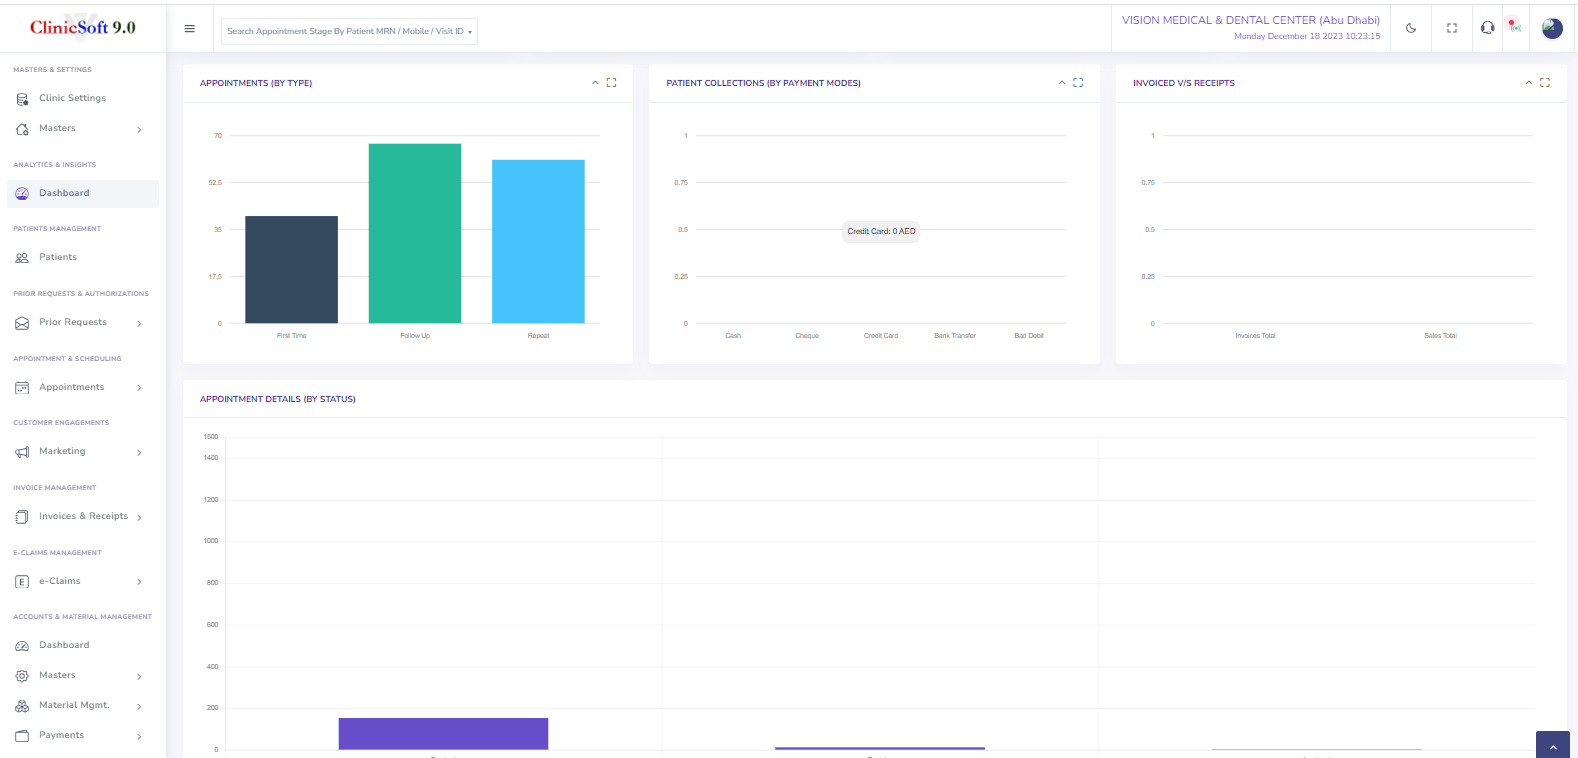 ClinicSoft 9.0
Search Appointment Stage By Patient MRN / Mobile / Visit ID
VISION MEDICAL & DENTAL CENTER (Abu Dhabi)
Monday December 18 2023 10:23:15
MASTERS & SETTINGS
Clinic Settings
Masters
ANALYTICS & INSIGHTS
Dashboard
PATIENTS MANAGEMENT
Patients
PRIOR REQUESTS & AUTHORIZATIONS
Prior Requests
APPOINTMENT & SCHEDULING
Appointments
CUSTOMER ENGAGEMENTS
Marketing
INVOICE MANAGEMENT
Invoices & Receipts
E-CLAIMS MANAGEMENT
E
e-Claims
ACCOUNTS & MATERIAL MANAGEMENT
Dashboard
Masters
Material Mgmt.
Payments
APPOINTMENTS (BY TYPE)
70
52.5
35
17.5
0
First Time
Follow Up
Repeat
PATIENT COLLECTIONS (BY PAYMENT MODES)
1
0.75
0.5
0.25
0
Credit Card: 0 AED
Cash
Cheque
Credit Card
Bank Transfer
Bad Debit
INVOICED V/S RECEIPTS
1
0.75
0.5
0.25
0
Invoices Total
Sales Total
APPOINTMENT DETAILS (BY STATUS)
1500
1400
1200
1000
800
600
400
200
0